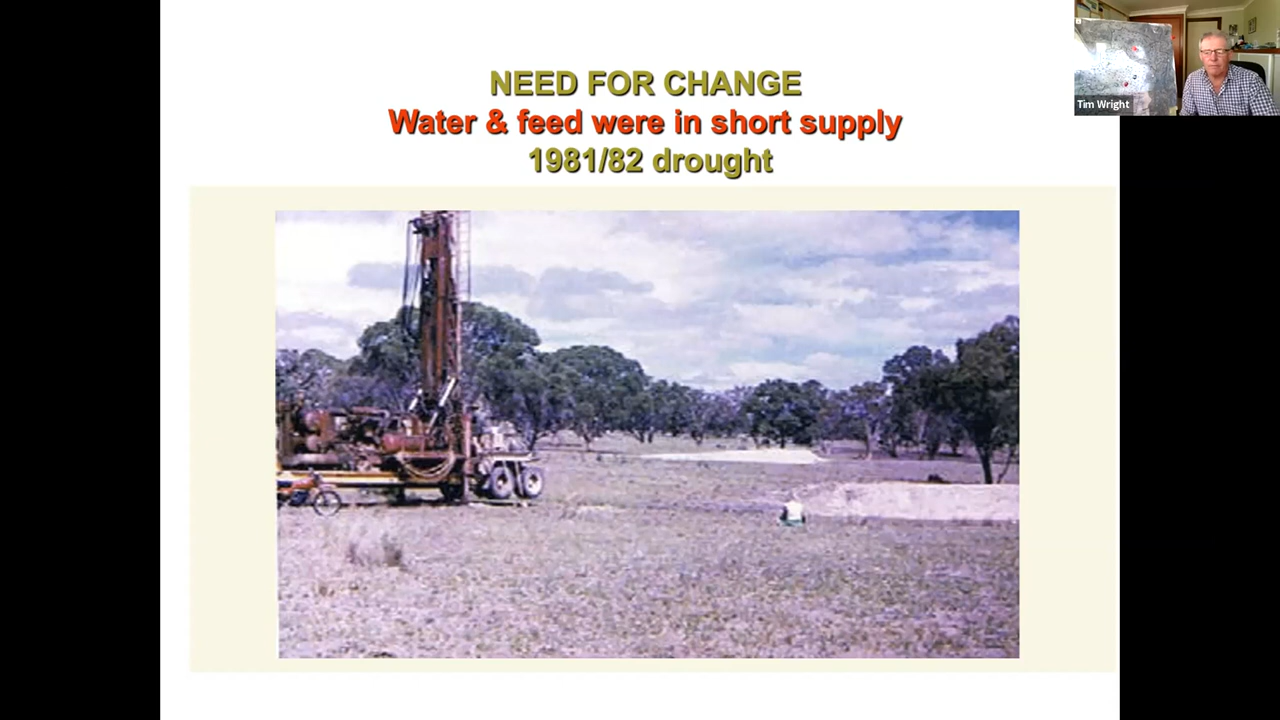 NEED FOR CHANGE
Water & feed were in short supply
1981/82 drought
Tim Wright